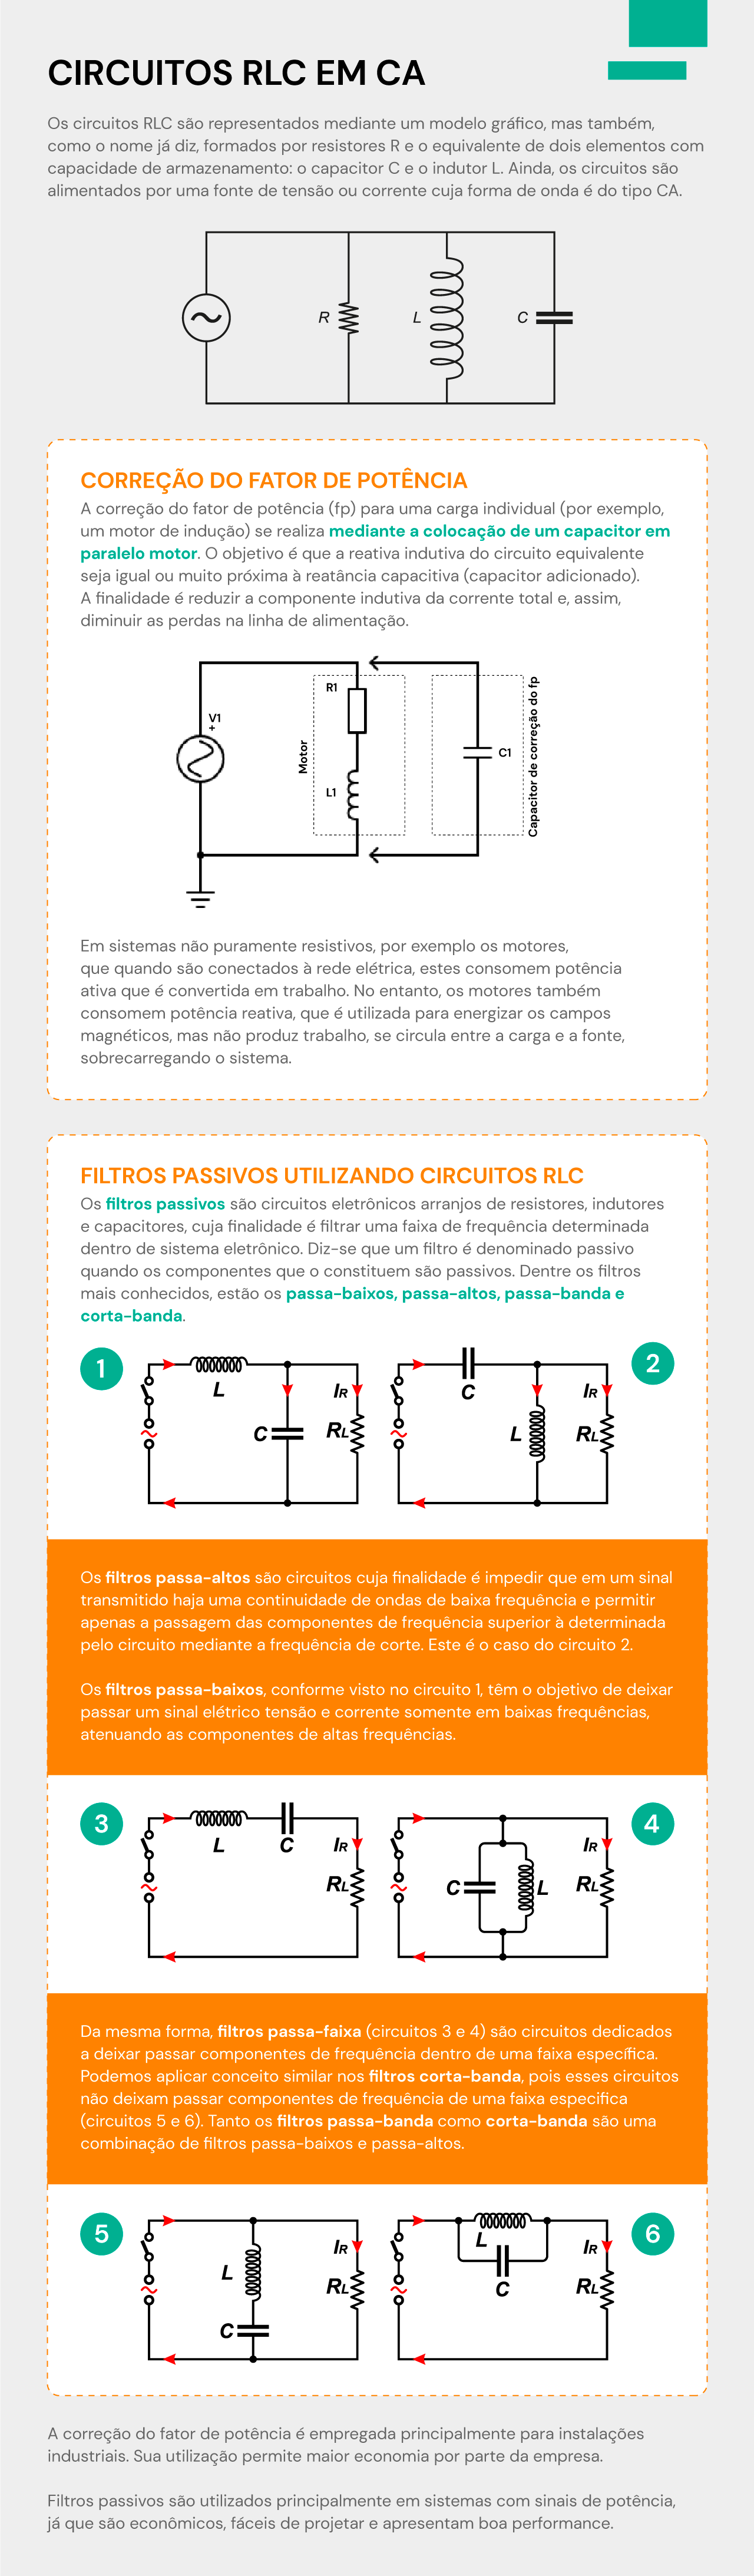 CIRCUITOS RLC EM CA
Os circuitos RLC são representados mediante um modelo gráfico, mas também,
como o nome já diz, formados por resistores R e o equivalente de dois elementos com
capacidade de armazenamento: o capacitor C e o indutor L. Ainda, os circuitos são
alimentados por uma fonte de tensão ou corrente cuja forma de onda é do tipo CA.
R
L
C
CORREÇÃO DO FATOR DE POTÊNCIA
A correção do fator de potência (fp) para uma carga individual (por exemplo,
um motor de indução) se realiza mediante a colocação de um capacitor em
paralelo motor. O objetivo é que a reativa indutiva do circuito equivalente
seja igual ou muito próxima à reatância capacitiva (capacitor adicionado).
A finalidade é reduzir a componente indutiva da corrente total e, assim,
diminuir as perdas na linha de alimentação.
V1
+
Motor
R1
L1
C1
Capacitor de correção do fp
Em sistemas não puramente resistivos, por exemplo os motores,
que quando são conectados à rede elétrica, estes consomem potência
ativa que é convertida em trabalho. No entanto, os motores também
consomem potência reativa, que é utilizada para energizar os campos
magnéticos, mas não produz trabalho, se circula entre a carga e a fonte,
sobrecarregando o sistema.
FILTROS PASSIVOS UTILIZANDO CIRCUITOS RLC
Os filtros passivos são circuitos eletrônicos arranjos de resistores, indutores
e capacitores, cuja finalidade é filtrar uma faixa de frequência determinada
dentro de sistema eletrônico. Diz-se que um filtro é denominado passivo
quando os componentes que o constituem são passivos. Dentre os filtros
mais conhecidos, estão os passa-baixos, passa-altos, passa-banda e
corta-banda.
1
L
C
IR
RL
2
C
L
IR
RL
Os filtros passa-altos são circuitos cuja finalidade é impedir que em um sinal
transmitido haja uma continuidade de ondas de baixa frequência e permitir
apenas a passagem das componentes de frequência superior à determinada
pelo circuito mediante a frequência de corte. Este é o caso do circuito 2.
Os filtros passa-baixos, conforme visto no circuito 1, têm o objetivo de deixar
passar um sinal elétrico tensão e corrente somente em baixas frequências,
atenuando as componentes de altas frequências.
3
L
C
IR
RL
4
C
L
IR
RL
Da mesma forma, filtros passa-faixa (circuitos 3 e 4) são circuitos dedicados
a deixar passar componentes de frequência dentro de uma faixa específica.
Podemos aplicar conceito similar nos filtros corta-banda, pois esses circuitos
não deixam passar componentes de frequência de uma faixa especifica
(circuitos 5 e 6). Tanto os filtros passa-banda como corta-banda são uma
combinação de filtros passa-baixos e passa-altos.
5
L
C
IR
RL
6
L
C
IR
RL
A correção do fator de potência é empregada principalmente para instalações
industriais. Sua utilização permite maior economia por parte da empresa.
Filtros passivos são utilizados principalmente em sistemas com sinais de potência,
já que são econômicos, fáceis de projetar e apresentam boa performance.